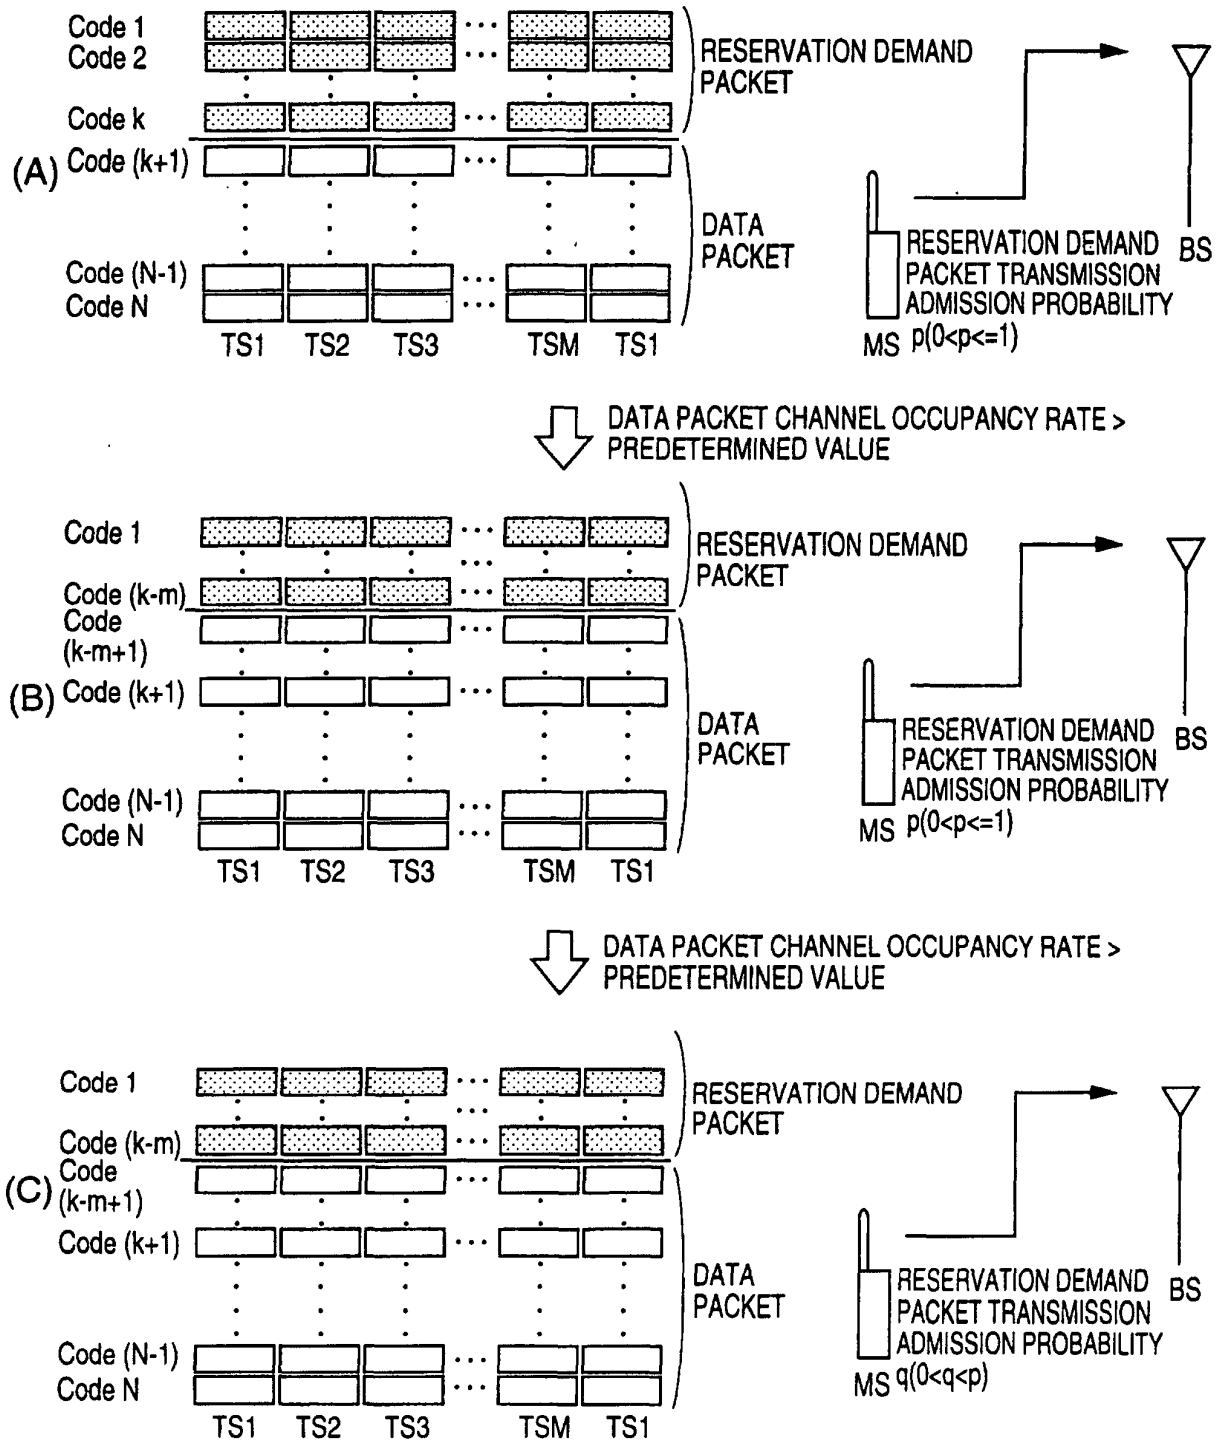 (A)
Code 1
Code 2
Code k
Code (k+1)
Code (N-1)
Code N
TS1 TS2 TS3 TSM TS1
RESERVATION DEMAND
PACKET
DATA
PACKET
RESERVATION DEMAND
PACKET TRANSMISSION
ADMISSION PROBABILITY
p(0<p<=1)
MS
BS
DATA PACKET CHANNEL OCCUPANCY RATE >
PREDETERMINED VALUE
(B)
Code 1
Code (k-m)
Code
(k-m+1)
Code (k+1)
Code (N-1)
Code N
TS1 TS2 TS3 TSM TS1
RESERVATION DEMAND
PACKET
DATA
PACKET
RESERVATION DEMAND
PACKET TRANSMISSION
ADMISSION PROBABILITY
p(0<p<=1)
MS
BS
DATA PACKET CHANNEL OCCUPANCY RATE >
PREDETERMINED VALUE
(C)
Code 1
Code (k-m)
Code
(k-m+1)
Code (k+1)
Code (N-1)
Code N
TS1 TS2 TS3 TSM TS1
RESERVATION DEMAND
PACKET
DATA
PACKET
RESERVATION DEMAND
PACKET TRANSMISSION
ADMISSION PROBABILITY
q(0<q<p)
MS
BS